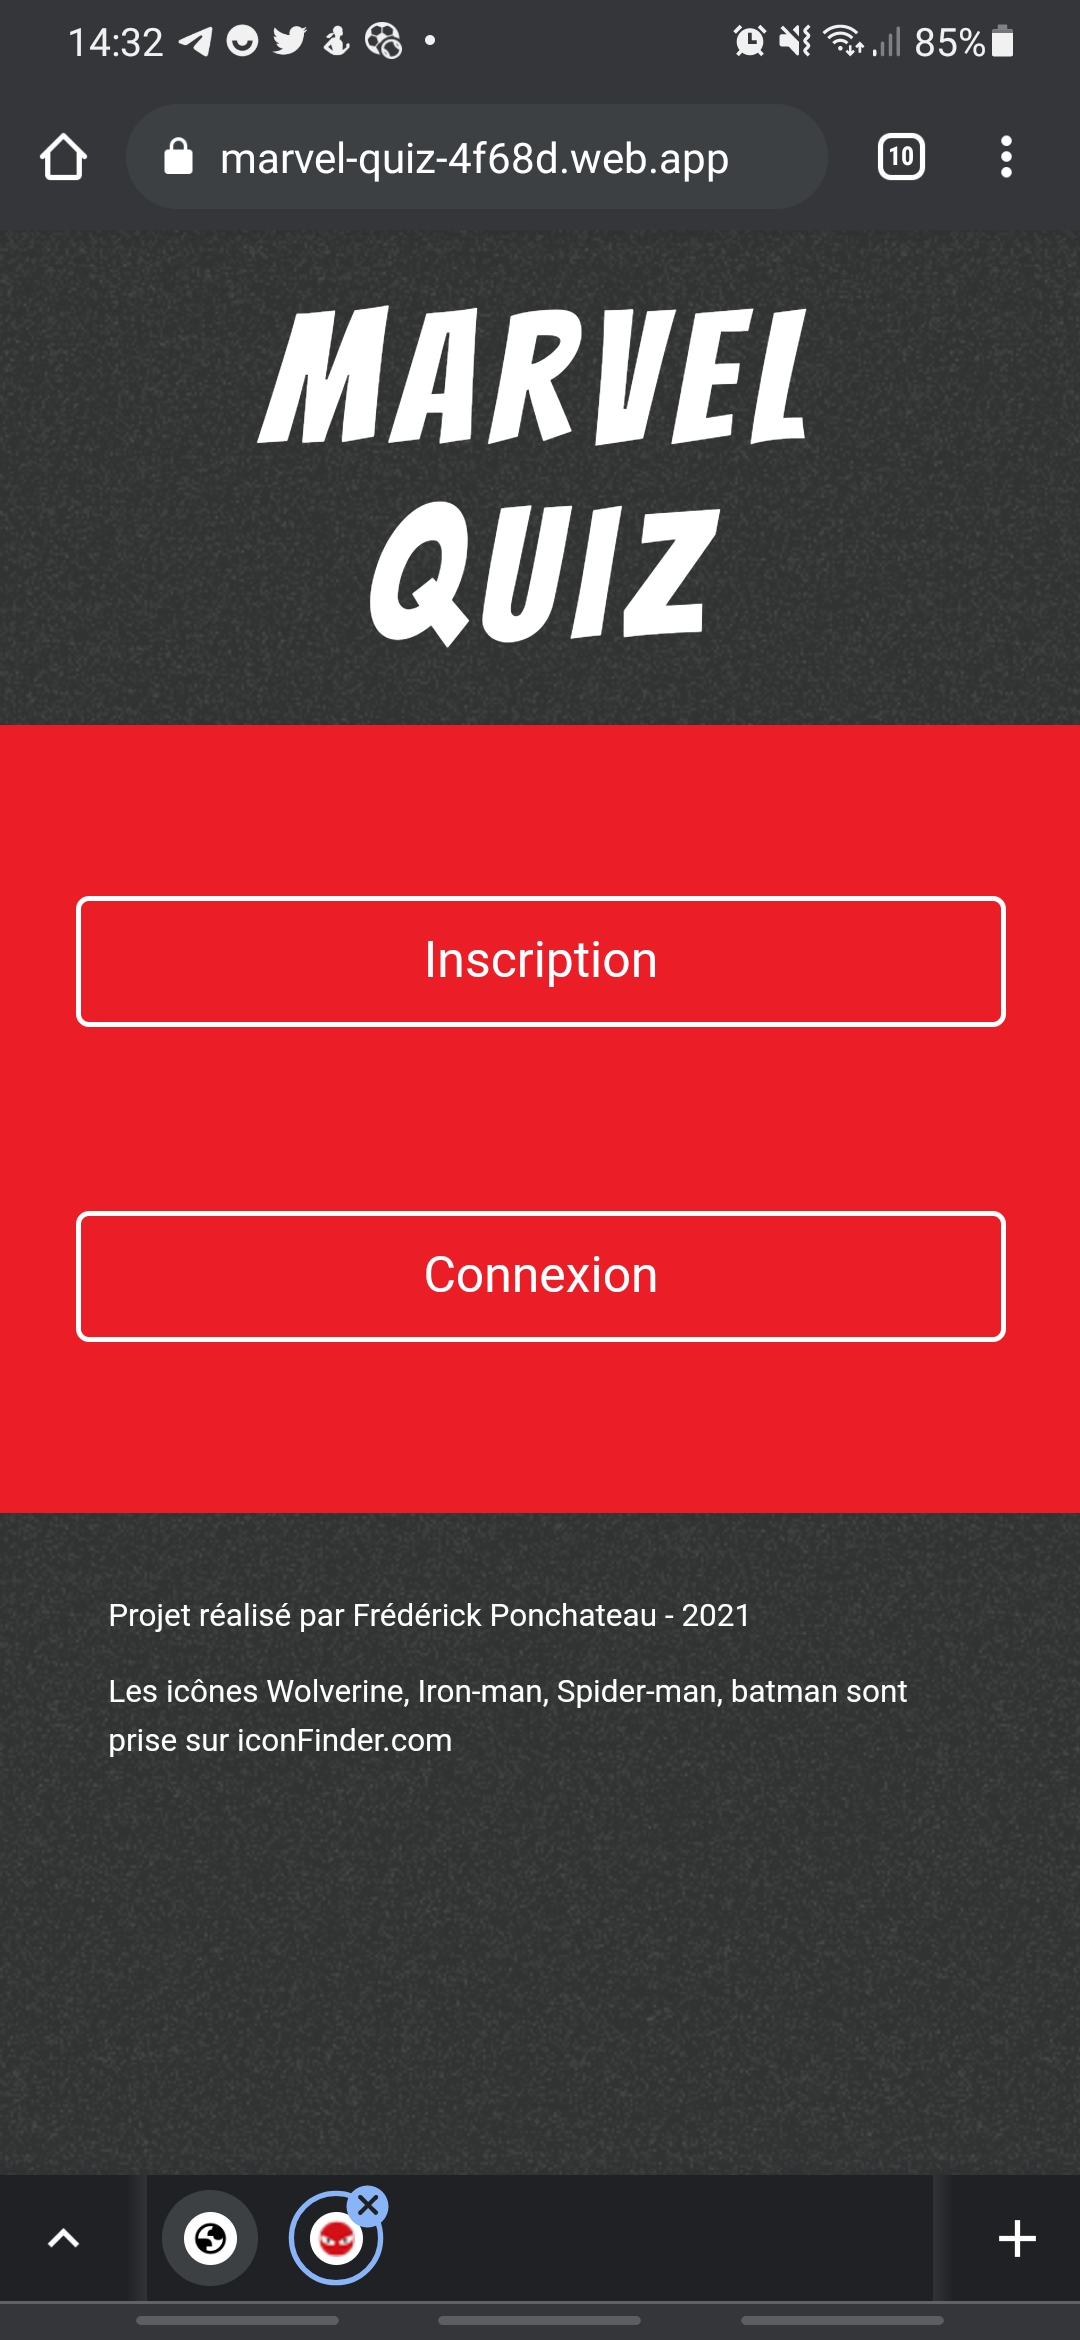 14:32
85%
marvel-quiz-4f68d.web.app
10
MARVEL
QUIZ
Inscription
Connexion
Projet réalisé par Frédérick Ponchateau - 2021
Les icônes Wolverine, Iron-man, Spider-man, batman sont
prise sur iconFinder.com